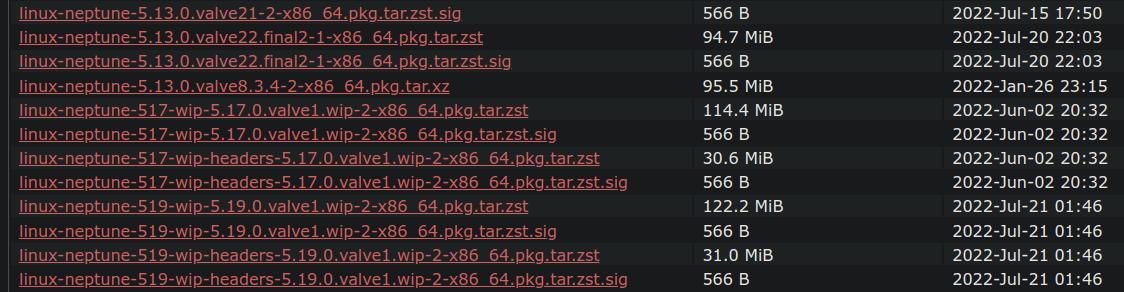 linux-neptune-5.13.0.valve21-2-x86_64.pkg.tar.zst.sig 566 B 2022-Jul-15 17:50
linux-neptune-5.13.0.valve22.final2-1-x86_64.pkg.tar.zst 94.7 MiB 2022-Jul-20 22:03
linux-neptune-5.13.0.valve22.final2-1-x86_64.pkg.tar.zst.sig 566 B 2022-Jul-20 22:03
linux-neptune-5.13.0.valve8.3.4-2-x86_64.pkg.tar.xz 95.5 MiB 2022-Jan-26 23:15
linux-neptune-517-wip-5.17.0.valve1.wip-2-x86_64.pkg.tar.zst 114.4 MiB 2022-Jun-02 20:32
linux-neptune-517-wip-5.17.0.valve1.wip-2-x86_64.pkg.tar.zst.sig 566 B 2022-Jun-02 20:32
linux-neptune-517-wip-headers-5.17.0.valve1.wip-2-x86_64.pkg.tar.zst 30.6 MiB 2022-Jun-02 20:32
linux-neptune-517-wip-headers-5.17.0.valve1.wip-2-x86_64.pkg.tar.zst.sig 566 B 2022-Jun-02 20:32
linux-neptune-519-wip-5.19.0.valve1.wip-2-x86_64.pkg.tar.zst 122.2 MiB 2022-Jul-21 01:46
linux-neptune-519-wip-5.19.0.valve1.wip-2-x86_64.pkg.tar.zst.sig 566 B 2022-Jul-21 01:46
linux-neptune-519-wip-headers-5.19.0.valve1.wip-2-x86_64.pkg.tar.zst 31.0 MiB 2022-Jul-21 01:46
linux-neptune-519-wip-headers-5.19.0.valve1.wip-2-x86_64.pkg.tar.zst.sig 566 B 2022-Jul-21 01:46